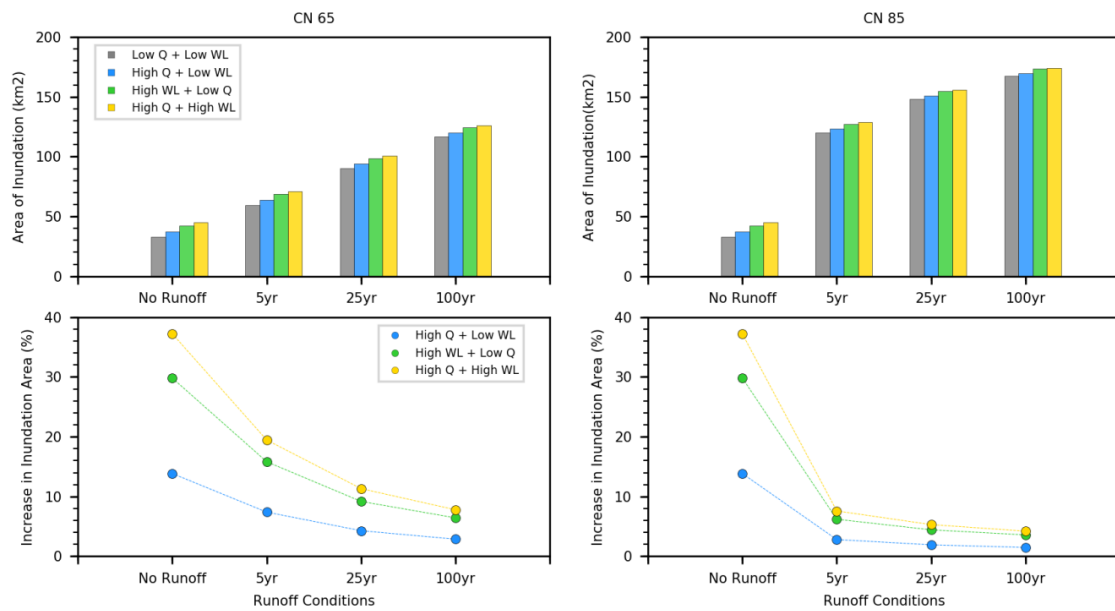 CN 65
CN 85
Area of Inundation (km2)
200
150
100
50
0
Low Q + Low WL
High Q + Low WL
High WL + Low Q
High Q + High WL
No Runoff
5yr
25yr
100yr
Area of Inundation(km2)
200
150
100
50
0
No Runoff
5yr
25yr
100yr
Increase in Inundation Area (%)
40
30
20
10
0
High Q + Low WL
High WL + Low Q
High Q + High WL
No Runoff
5yr
25yr
100yr
Runoff Conditions
Increase in Inundation Area (%)
40
30
20
10
0
No Runoff
5yr
25yr
100yr
Runoff Conditions